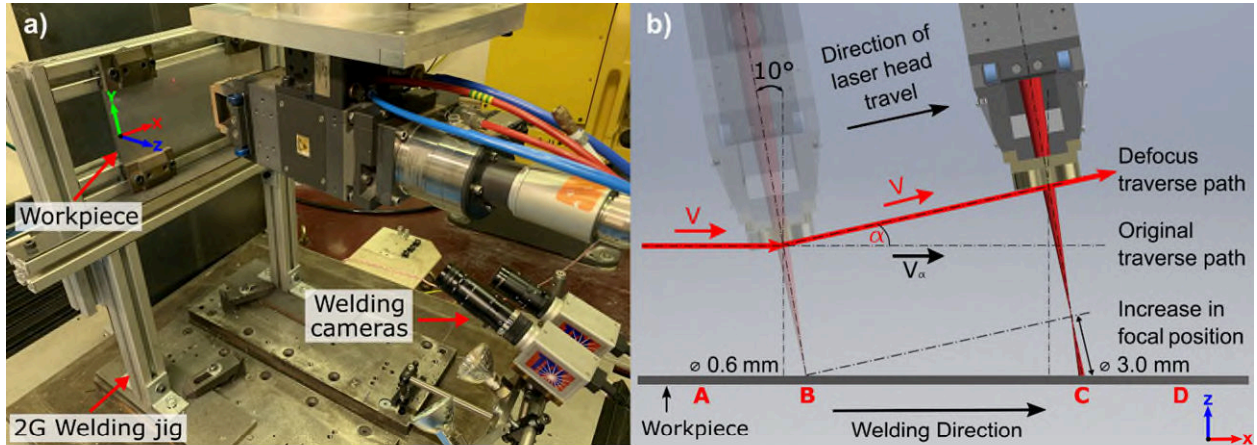 a)
Y
X
Z
Workpiece
Welding
cameras
2G Welding jig
b)
10°
Direction of
laser head
travel
Defocus
traverse path
V
V
α
Vα
Original
traverse path
Increase in
focal position
⌀ 0.6 mm
⌀ 3.0 mm
A
B
C
D
Workpiece
Welding Direction
z
x